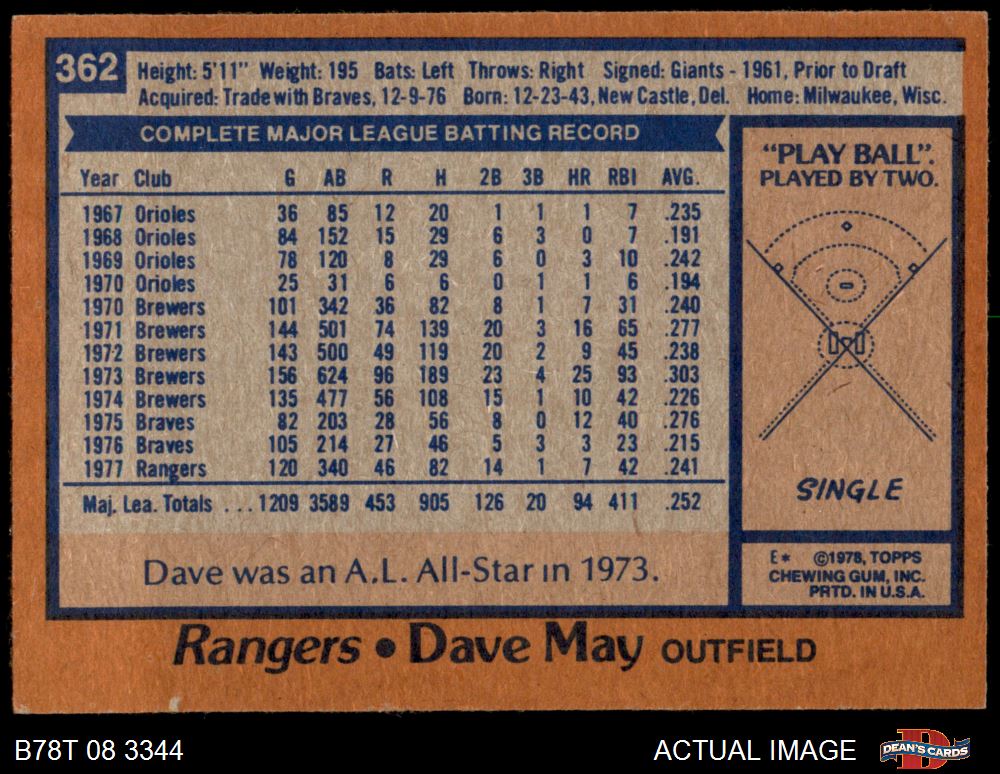 362
Height: 5'11" Weight: 195 Bats: Left Throws: Right Signed: Giants - 1961, Prior to Draft
Acquired: Trade with Braves, 12-9-76 Born: 12-23-43, New Castle, Del. Home: Milwaukee, Wisc.
COMPLETE MAJOR LEAGUE BATTING RECORD
Year Club G AB R H 2B 3B HR RBI AVG.
1967 Orioles 36 85 12 20 1 1 1 7 .235
1968 Orioles 84 152 15 29 6 3 0 7 .191
1969 Orioles 78 120 8 29 6 0 3 10 .242
1970 Orioles 25 31 6 6 0 1 1 6 .194
1970 Brewers 101 342 36 82 8 1 7 31 .240
1971 Brewers 144 501 74 139 20 3 16 65 .277
1972 Brewers 143 500 49 119 20 2 9 45 .238
1973 Brewers 156 624 96 189 23 4 25 93 .303
1974 Brewers 135 477 56 108 15 1 10 42 .226
1975 Braves 82 203 28 56 8 0 12 40 .276
1976 Braves 105 214 27 46 5 3 3 23 .215
1977 Rangers 120 340 46 82 14 1 7 42 .241
Maj. Lea. Totals . . . 1209 3589 453 905 126 20 94 411 .252
Dave was an A.L. All-Star in 1973.
"PLAY BALL".
PLAYED BY TWO.
SINGLE
E* ©1978, TOPPS
CHEWING GUM, INC.
PRTD. IN U.S.A.
Rangers • Dave May OUTFIELD
B78T 08 3344
ACTUAL IMAGE
DEAN'S CARDS